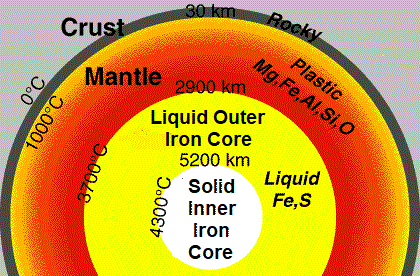 30 km
Crust
Rocky
Mantle
Plastic
Mg,Fe,Al,Si,O
0°C
1000°C
2900 km
Liquid Outer
Iron Core
3700°C
5200 km
4300°C
Solid
Inner
Iron
Core
Liquid
Fe,S